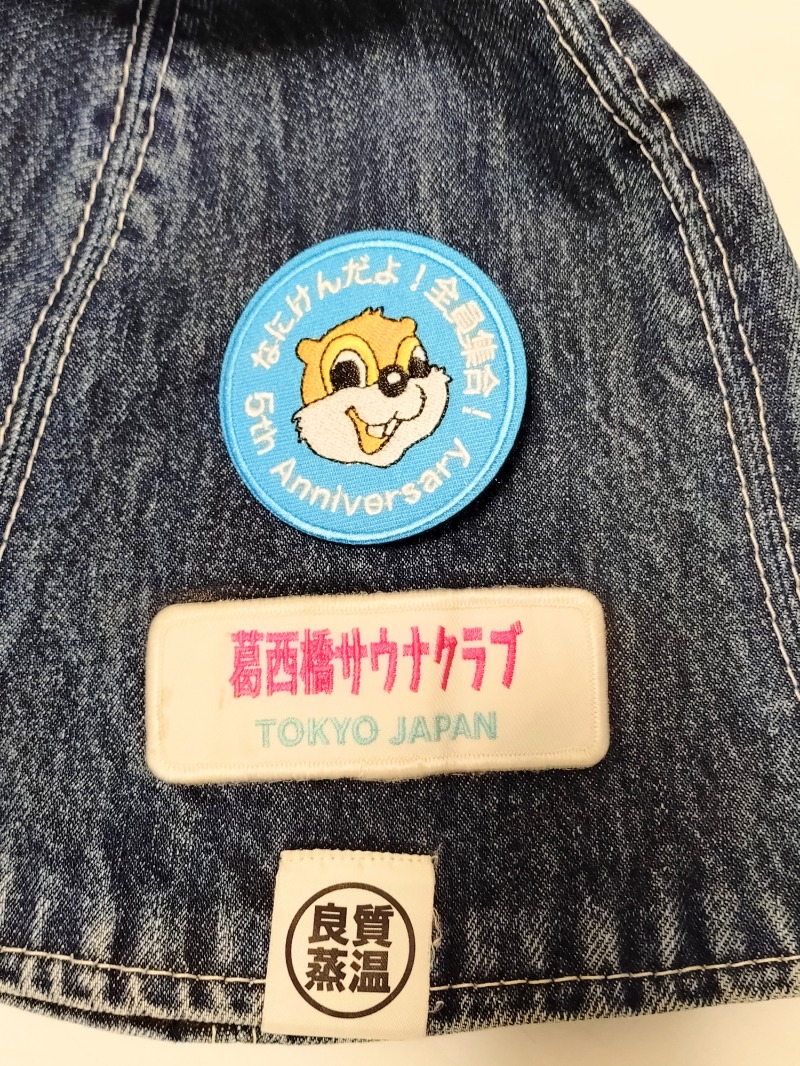 なにけんだよ！全員集合！
5th Anniversary
葛西橋サウナクラブ
TOKYO JAPAN
良質
蒸温